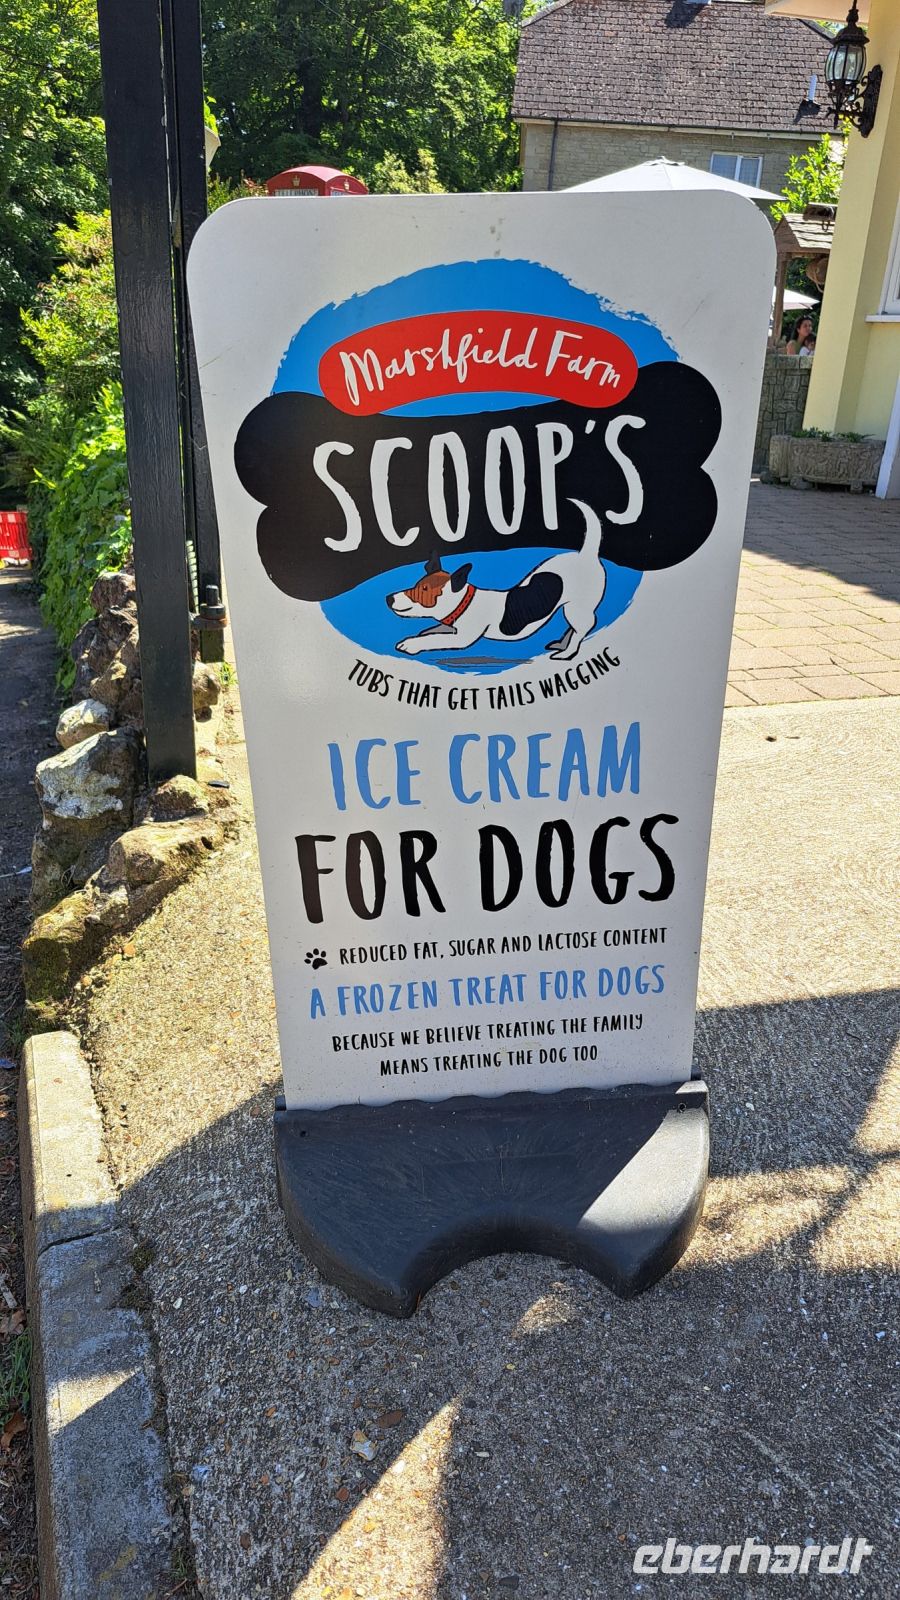 TELEPHONE
Marshfield Farm
SCOOP'S
TUBS THAT GET TAILS WAGGING
ICE CREAM
FOR DOGS
REDUCED FAT, SUGAR AND LACTOSE CONTENT
A FROZEN TREAT FOR DOGS
BECAUSE WE BELIEVE TREATING THE FAMILY
MEANS TREATING THE DOG TOO
eberhardt